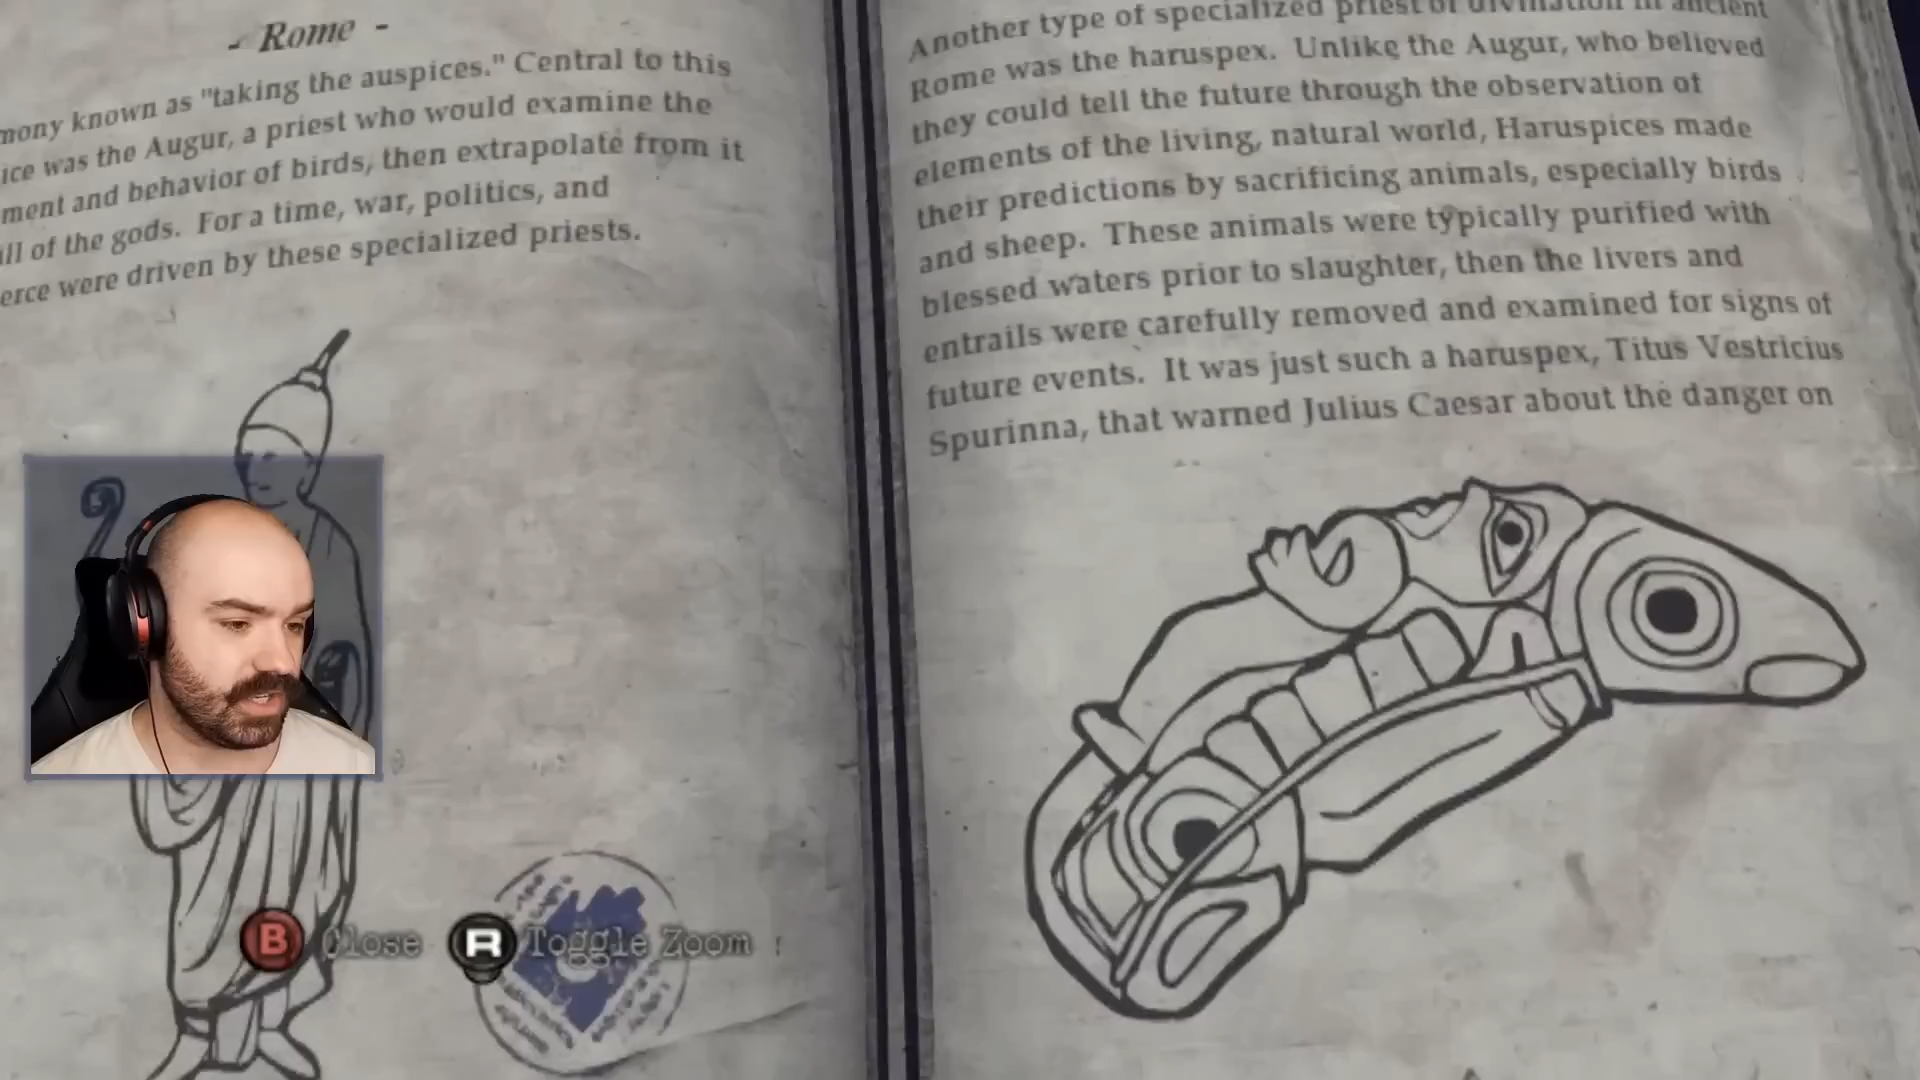 - Rome -
known as "taking the auspices." Central to this
was the Augur, a priest who would examine the
and behavior of birds, then extrapolate from it
of the gods. For a time, war, politics, and
were driven by these specialized priests.
Another type of specialized priest of divination in ancient
Rome was the haruspex. Unlike the Augur, who believed
they could tell the future through the observation of
elements of the living, natural world, Haruspices made
their predictions by sacrificing animals, especially birds
and sheep. These animals were typically purified with
blessed waters prior to slaughter, then the livers and
entrails were carefully removed and examined for signs of
future events. It was just such a haruspex, Titus Vestricius
Spurinna, that warned Julius Caesar about the danger on
B Close R Toggle Zoom